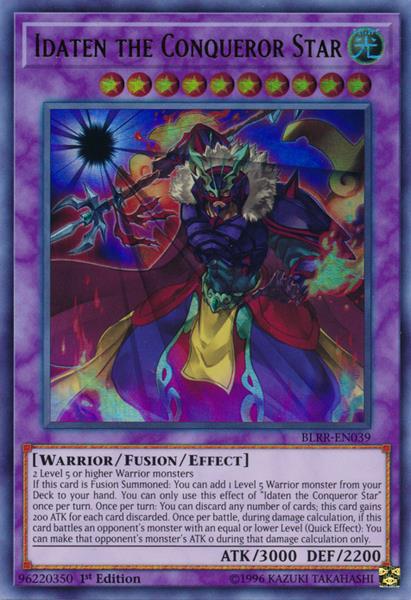 IDATEN THE CONQUEROR STAR
光
BLRR-EN039
[WARRIOR/FUSION/EFFECT]
2 Level 5 or higher Warrior monsters
If this card is Fusion Summoned: You can add 1 Level 5 Warrior monster from your
Deck to your hand. You can only use this effect of "Idaten the Conqueror Star"
once per turn. Once per turn: You can discard any number of cards; this card gains
200 ATK for each card discarded. Once per battle, during damage calculation, if this
card battles an opponent's monster with an equal or lower Level (Quick Effect): You
can make that opponent's monster's ATK 0 during that damage calculation only.
ATK/3000 DEF/2200
96220350 1st Edition ©1996 KAZUKI TAKAHASHI